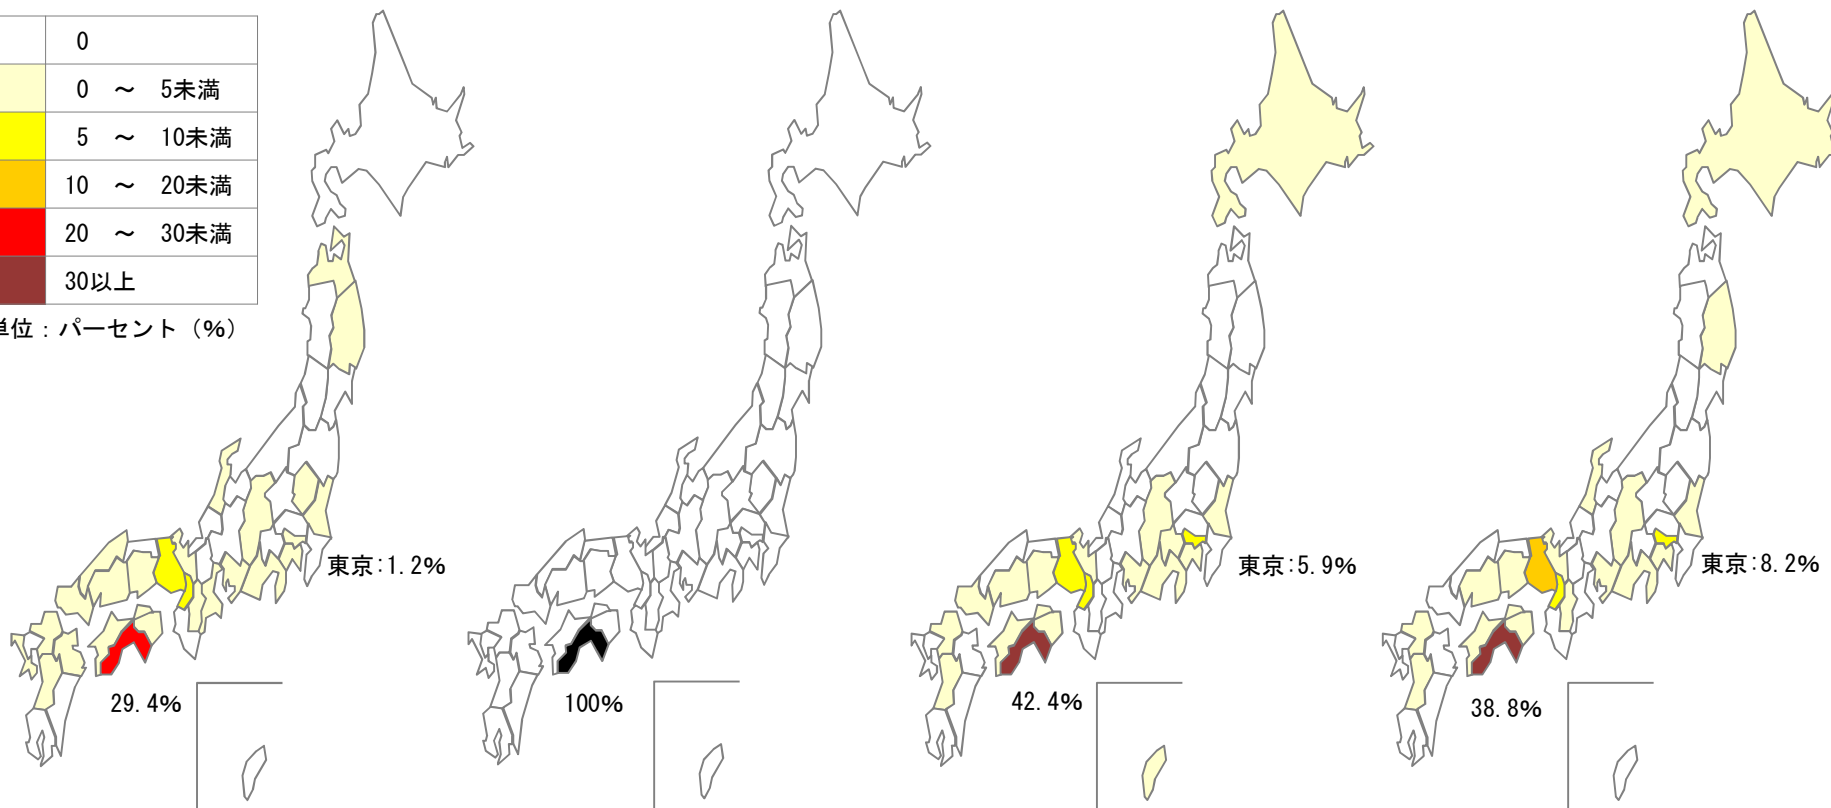 0
0 ～ 5未満
5 ～ 10未満
10 ～ 20未満
20 ～ 30未満
30以上
単位：パーセント（%）
東京：1.2%
29.4%
100%
東京：5.9%
42.4%
東京：8.2%
38.8%